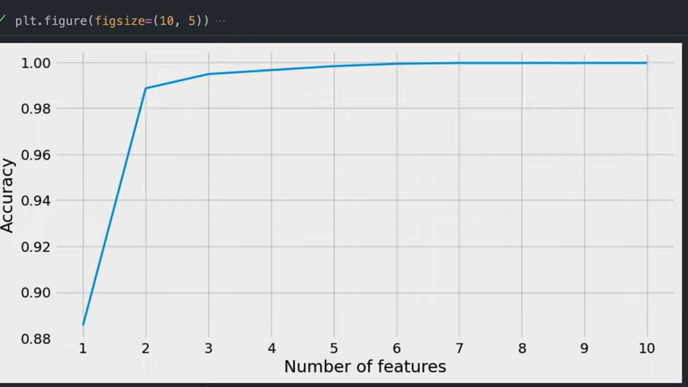 plt.figure(figsize=(10, 5)) ...
1.00
0.98
0.96
0.94
0.92
0.90
0.88
Accuracy
1 2 3 4 5 6 7 8 9 10
Number of features